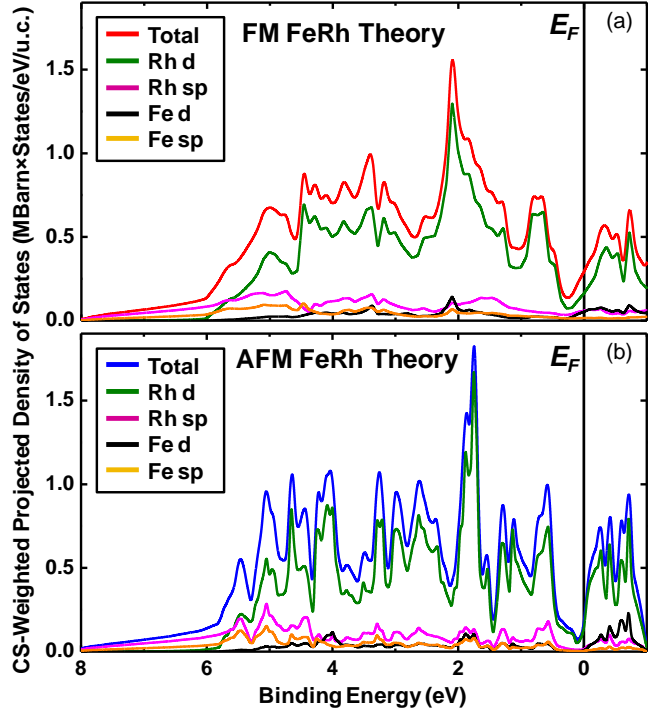 CS-Weighted Projected Density of States (MBarn×States/eV/u.c.)
FM FeRh Theory
E_F
(a)
Total
Rh d
Rh sp
Fe d
Fe sp
1.5
1.0
0.5
0.0
AFM FeRh Theory
E_F
(b)
Total
Rh d
Rh sp
Fe d
Fe sp
1.5
1.0
0.5
0.0
8 6 4 2 0
Binding Energy (eV)